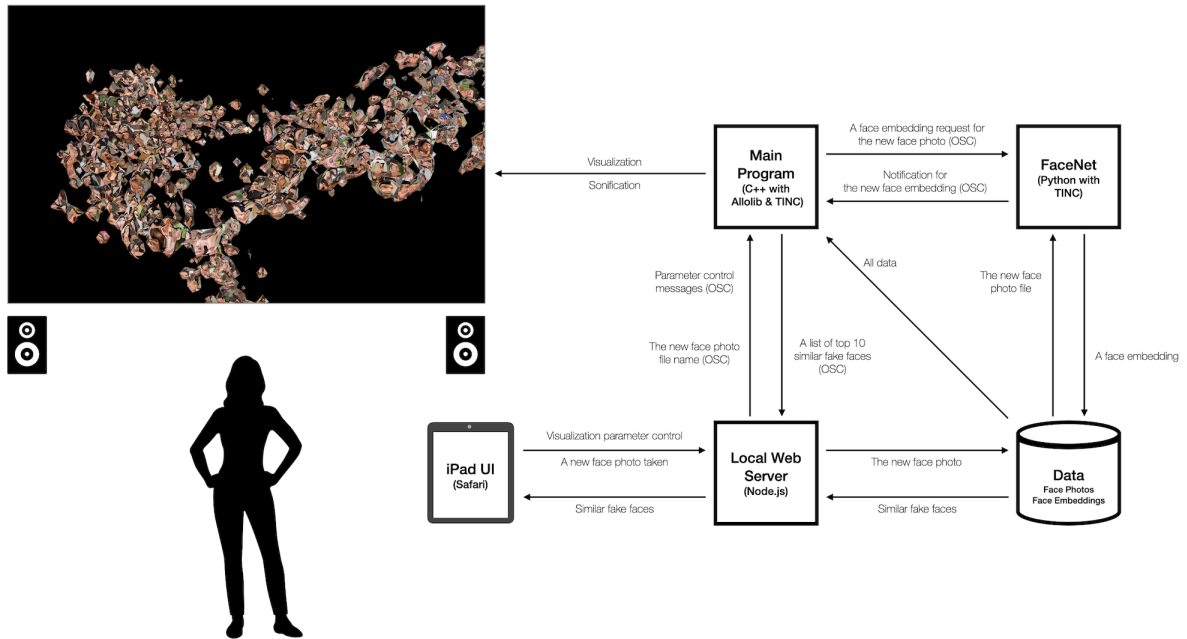 A face embedding request for
the new face photo (OSC)
Main
Program
(C++ with
Allolib & TINC)
FaceNet
(Python with
TINC)
Visualization
Sonification
Notification for
the new face embedding (OSC)
Parameter control
messages (OSC)
All data
The new face
photo file
The new face photo
file name (OSC)
A list of top 10
similar fake faces
(OSC)
A face embedding
iPad UI
(Safari)
Visualization parameter control
A new face photo taken
Similar fake faces
Local Web
Server
(Node.js)
The new face photo
Similar fake faces
Data
Face Photos
Face Embeddings